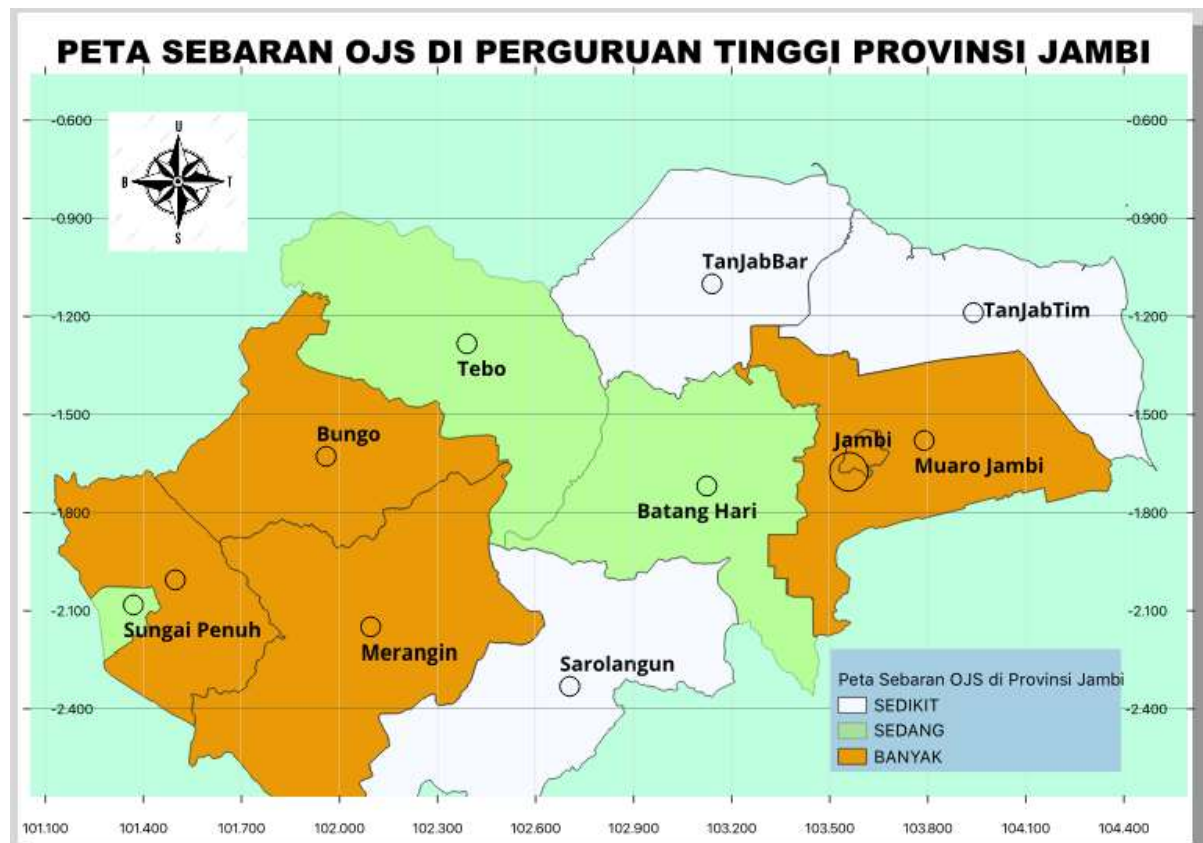 PETA SEBARAN OJS DI PERGURUAN TINGGI PROVINSI JAMBI
-0.600
-0.600
U
B
T
S
-0.900
-0.900
TanJabBar
TanJabTim
-1.200
-1.200
Tebo
-1.500
-1.500
Bungo
Jambi
Muaro Jambi
-1.800
Batang Hari
-1.800
-2.100
-2.100
Sungai Penuh
Merangin
Sarolangun
Peta Sebaran OJS di Provinsi Jambi
-2.400
SEDIKIT
-2.400
SEDANG
BANYAK
101.100 101.400 101.700 102.000 102.300 102.600 102.900 103.200 103.500 103.800 104.100 104.400